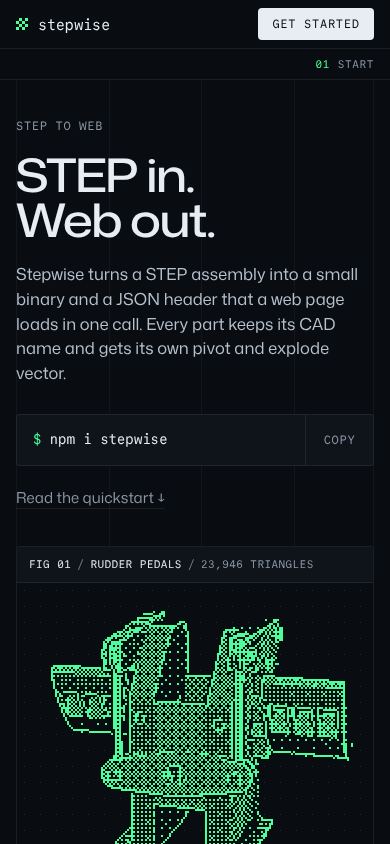 stepwise
GET STARTED
01 START
STEP TO WEB
STEP in.
Web out.
Stepwise turns a STEP assembly into a small
binary and a JSON header that a web page
loads in one call. Every part keeps its CAD
name and gets its own pivot and explode
vector.
$ npm i stepwise
COPY
Read the quickstart ↓
FIG 01 / RUDDER PEDALS / 23,946 TRIANGLES